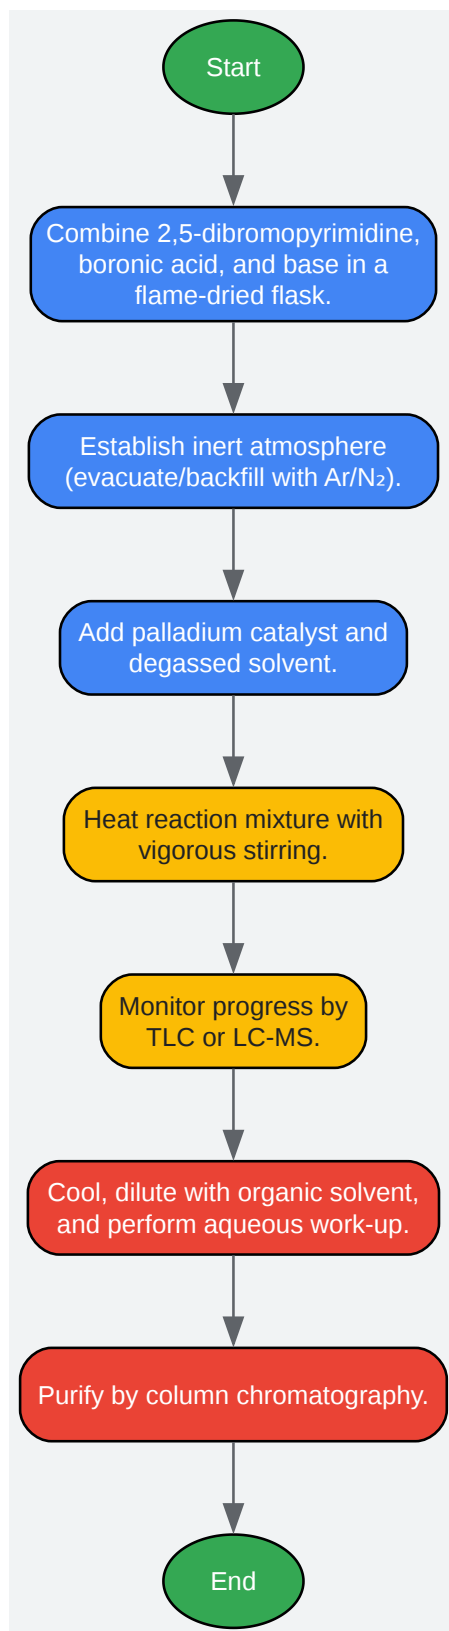 Start
Combine 2,5-dibromopyrimidine,
boronic acid, and base in a
flame-dried flask.
Establish inert atmosphere
(evacuate/backfill with Ar/N₂).
Add palladium catalyst and
degassed solvent.
Heat reaction mixture with
vigorous stirring.
Monitor progress by
TLC or LC-MS.
Cool, dilute with organic solvent,
and perform aqueous work-up.
Purify by column chromatography.
End